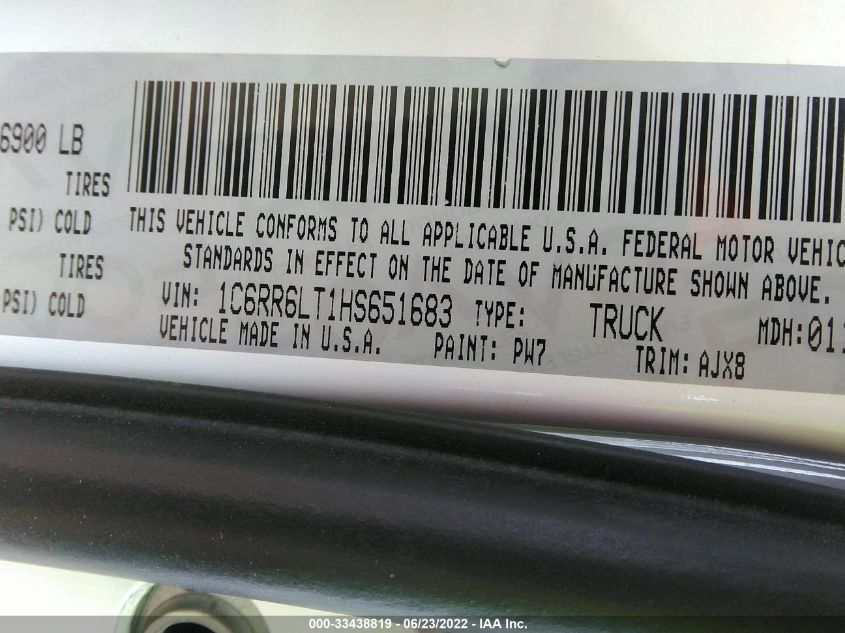 6900 LB
TIRES
PSI) COLD
THIS VEHICLE CONFORMS TO ALL APPLICABLE U.S.A. FEDERAL MOTOR VEHIC
TIRES
STANDARDS IN EFFECT ON THE DATE OF MANUFACTURE SHOWN ABOVE.
PSI) COLD
VIN: 1C6RR6LT1HS651683 TYPE: TRUCK MDH:01
VEHICLE MADE IN U.S.A. PAINT: PW7 TRIM: AJX8
000-33438819 - 06/23/2022 - IAA Inc.